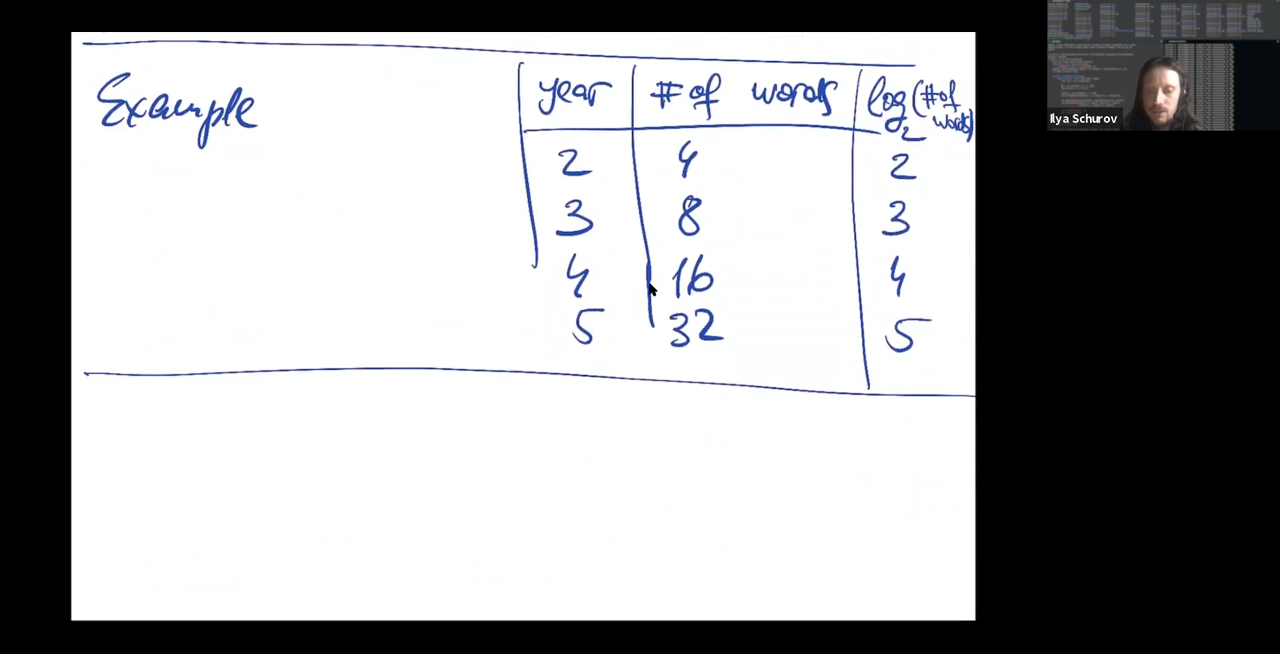 Example
year # of words log2(# of words)
2 4 2
3 8 3
4 16 4
5 32 5
Ilya Schurov